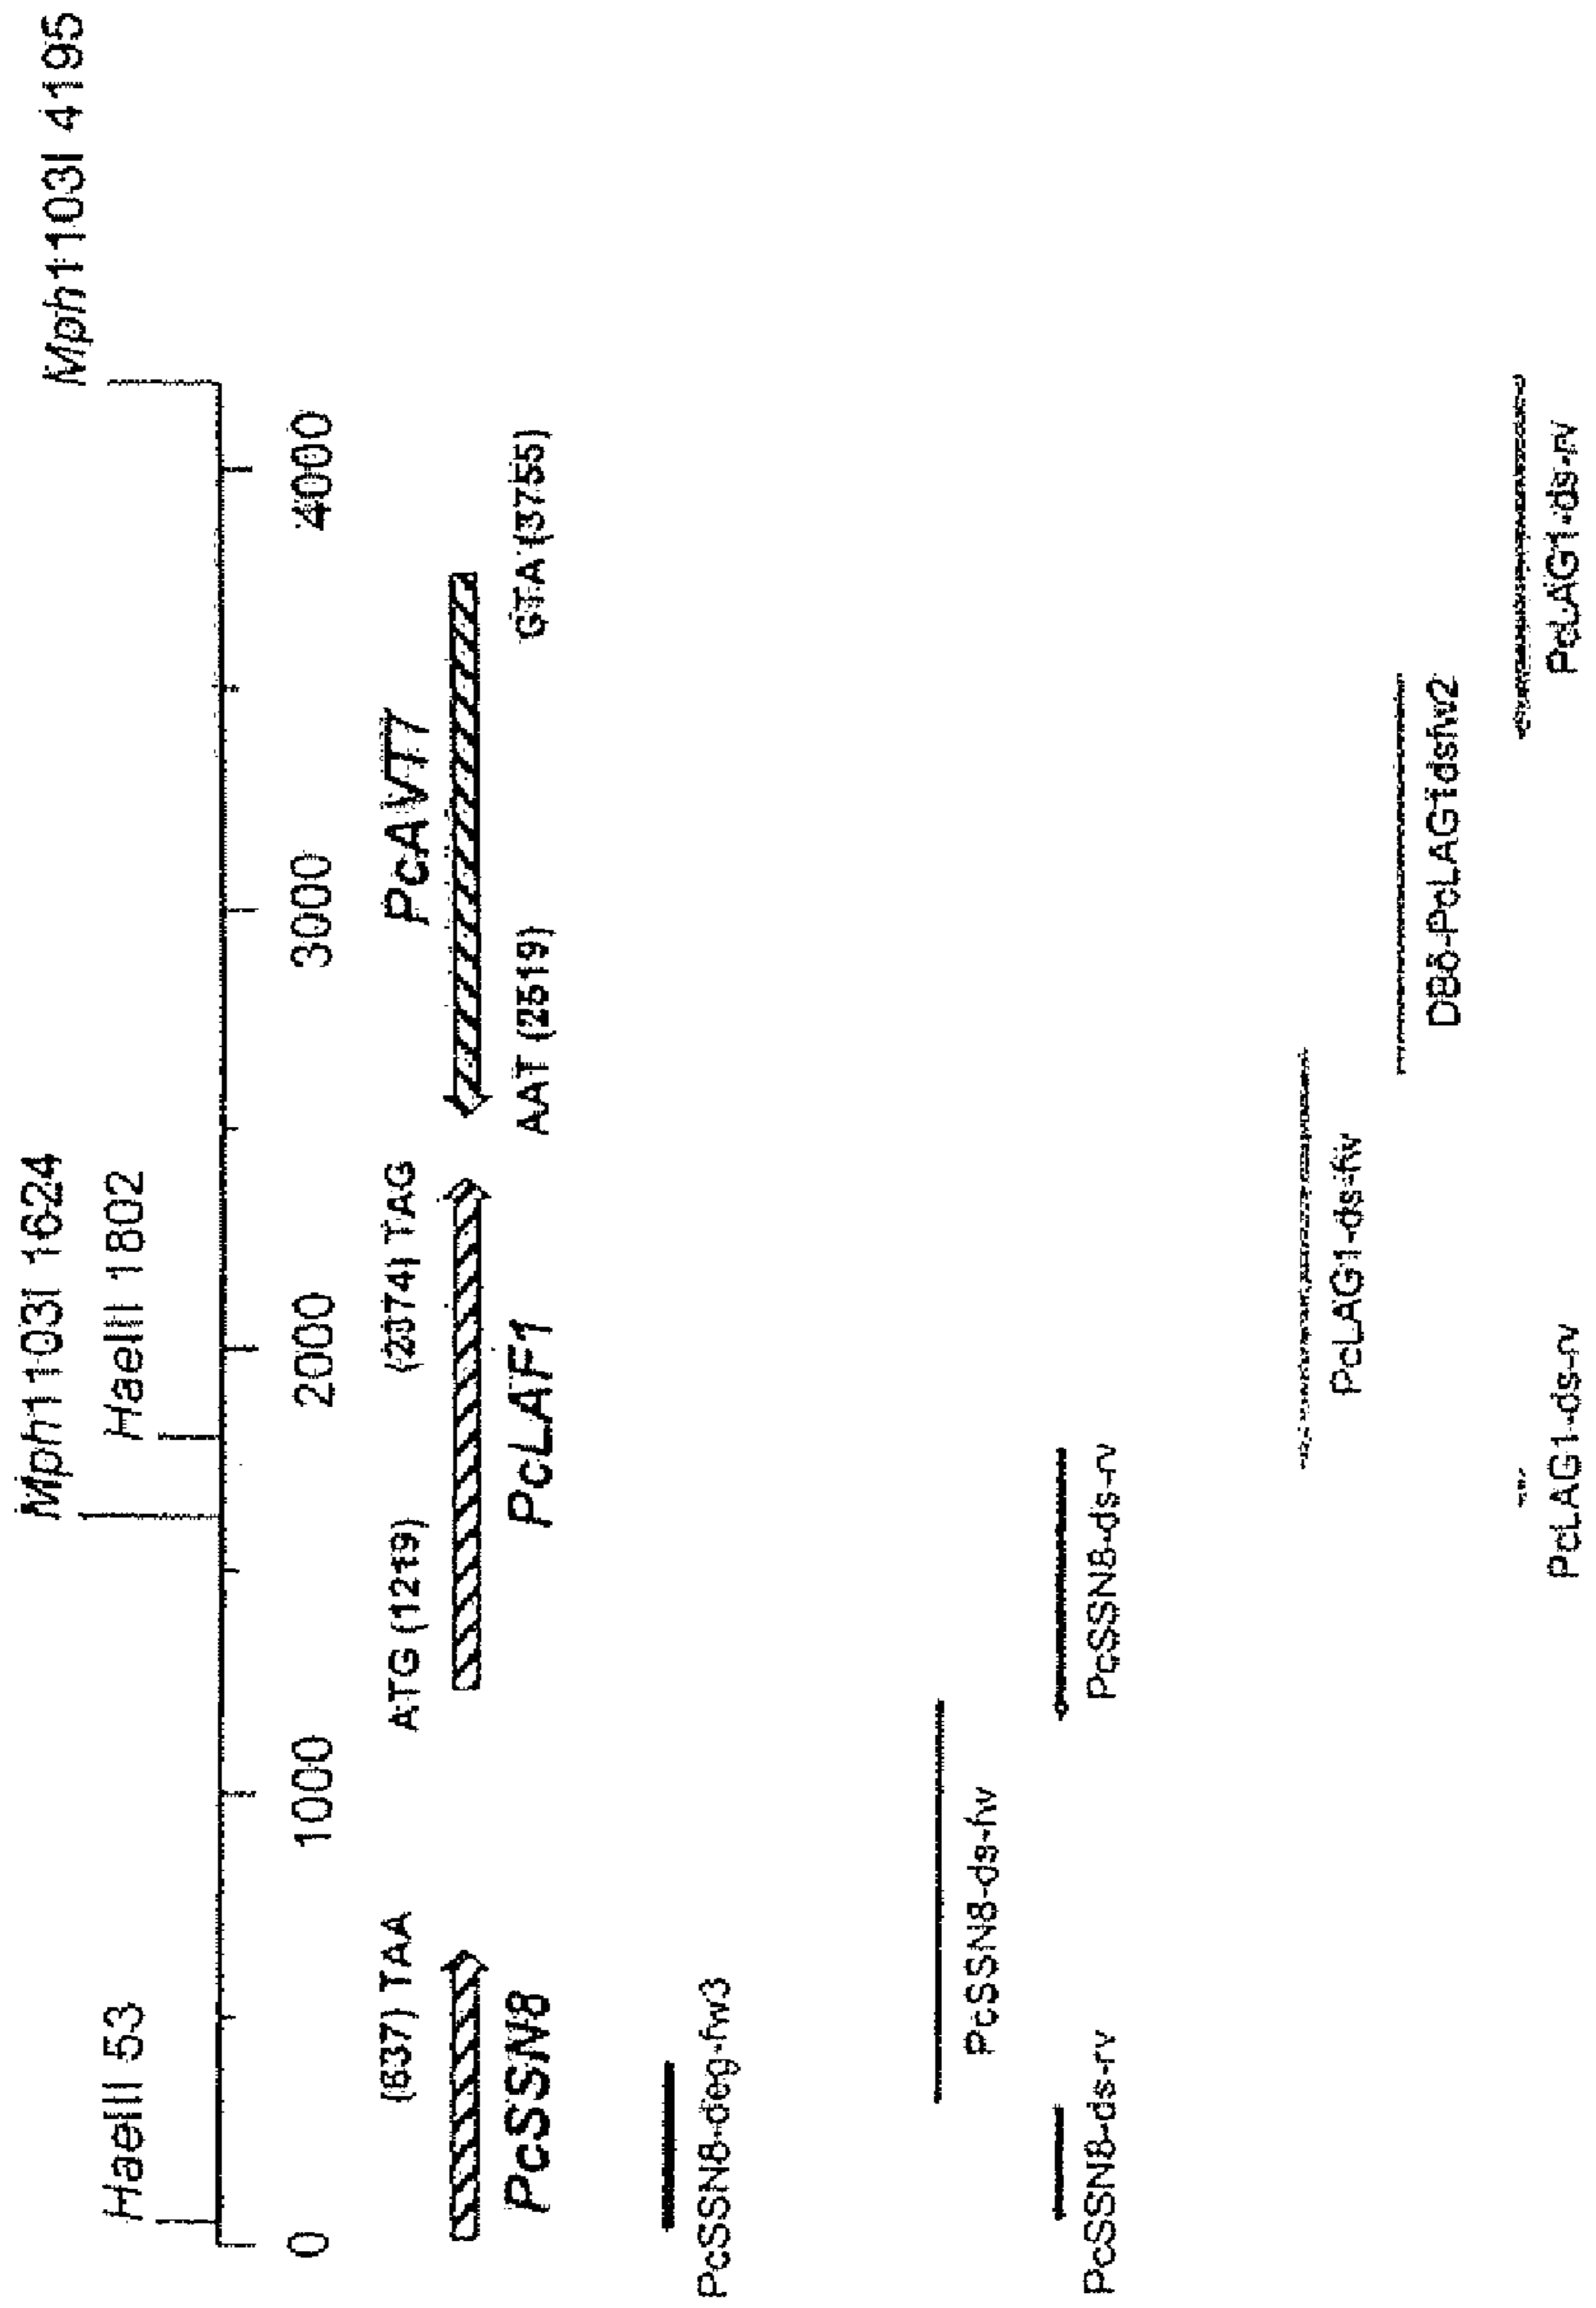 Mph1103I 1624
Mph1103I 4195
HaeIII 53
HaeIII 1802
0
1000
2000
3000
4000
(637) TAA
ATG (1219)
(2374) TAG
PcAVT7
PcSSN8
PcLAF1
AAT (2519)
GTA (3755)
PcSSN8-deg-fw3
PcSSN8-ds-fw
PcSSN8-ds-rv
PcSSN8-ds-rv
PcLAG1-ds-fw
D86-PcLAG1dsfw2
PcLAG1-ds-rv
PcLAG1-ds-rv